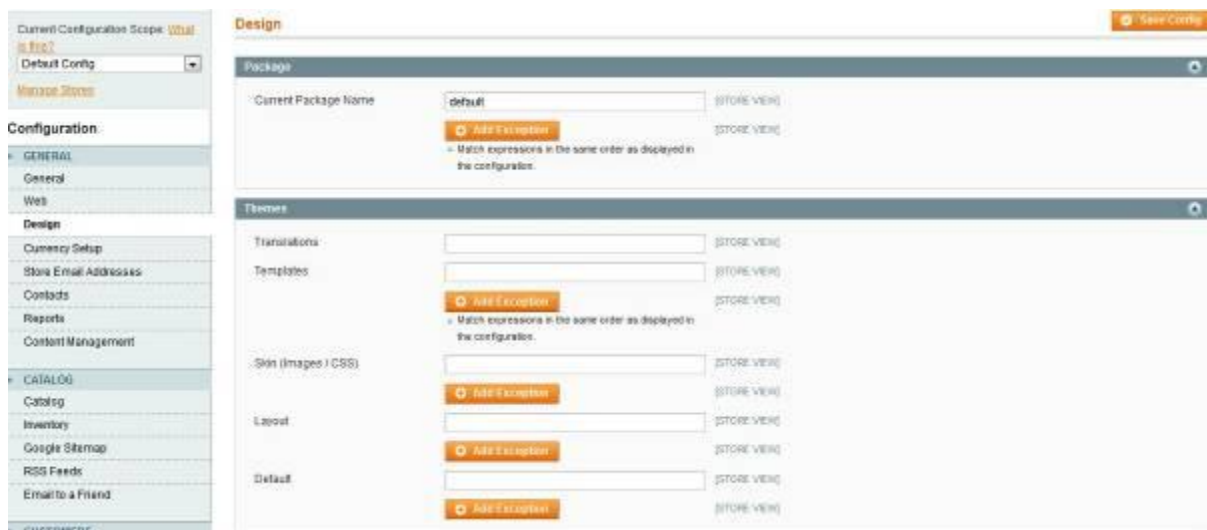 Current Configuration Scope: What
is this?
Default Config
Manage Stores
Configuration
GENERAL
General
Web
Design
Currency Setup
Store Email Addresses
Contacts
Reports
Content Management
CATALOG
Catalog
Inventory
Google Sitemap
RSS Feeds
Email to a Friend
CUSTOMERS
Design
Save Config
Package
Current Package Name
default
[STORE VIEW]
Add Exception
[STORE VIEW]
Match expressions in the same order as displayed in
the configuration.
Themes
Translations
[STORE VIEW]
Templates
[STORE VIEW]
Add Exception
[STORE VIEW]
Match expressions in the same order as displayed in
the configuration.
Skin (Images / CSS)
[STORE VIEW]
Add Exception
[STORE VIEW]
Layout
[STORE VIEW]
Add Exception
[STORE VIEW]
Default
[STORE VIEW]
Add Exception
[STORE VIEW]